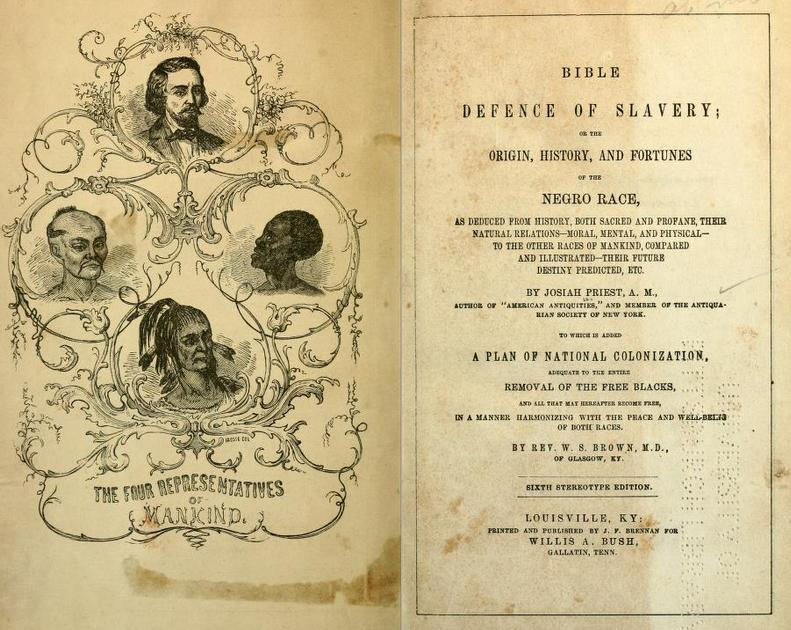 THE FOUR REPRESENTATIVES
OF
MANKIND.
BIBLE
DEFENCE OF SLAVERY;
OR THE
ORIGIN, HISTORY, AND FORTUNES
OF THE
NEGRO RACE,
AS DEDUCED FROM HISTORY, BOTH SACRED AND PROFANE, THEIR
NATURAL RELATIONS—MORAL, MENTAL, AND PHYSICAL—
TO THE OTHER RACES OF MANKIND, COMPARED
AND ILLUSTRATED—THEIR FUTURE
DESTINY PREDICTED, ETC.
BY JOSIAH PRIEST, A. M.,
AUTHOR OF "AMERICAN ANTIQUITIES," AND MEMBER OF THE ANTIQUA-
RIAN SOCIETY OF NEW YORK.
TO WHICH IS ADDED
A PLAN OF NATIONAL COLONIZATION,
ADEQUATE TO THE ENTIRE
REMOVAL OF THE FREE BLACKS,
AND ALL THAT MAY HEREAFTER BECOME FREE,
IN A MANNER HARMONIZING WITH THE PEACE AND WELL-BEING
OF BOTH RACES.
BY REV. W. S. BROWN, M.D.,
OF GLASGOW, KY.
SIXTH STEREOTYPE EDITION.
LOUISVILLE, KY:
PRINTED AND PUBLISHED BY J. F. BRENNAN FOR
WILLIS A. BUSH,
GALLATIN, TENN.